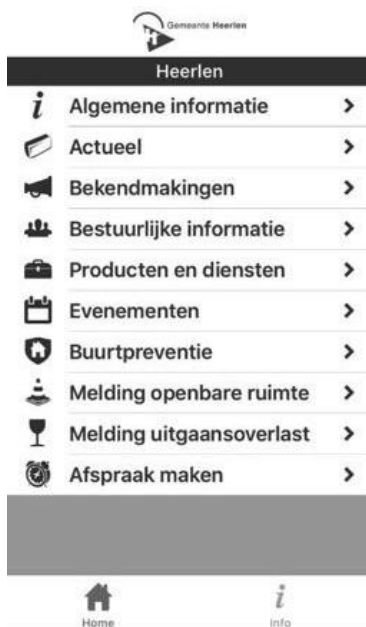 Gemeente Heerlen
Heerlen
Algemene informatie
Actueel
Bekendmakingen
Bestuurlijke informatie
Producten en diensten
Evenementen
Buurtpreventie
Melding openbare ruimte
Melding uitgaansoverlast
Afspraak maken
Home
Info